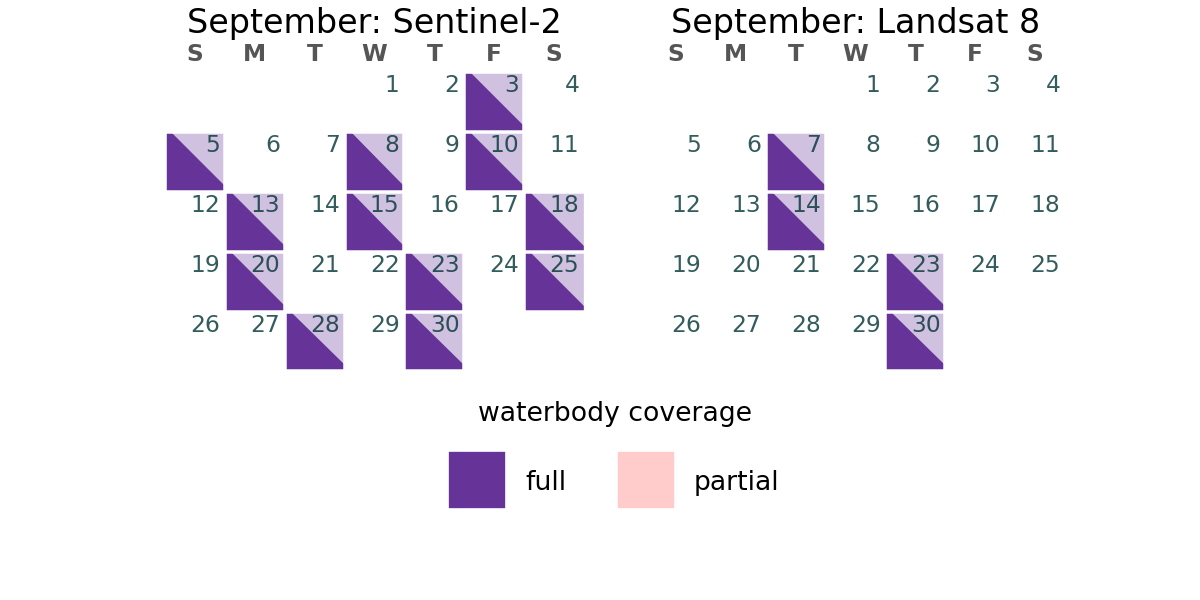 September: Sentinel-2
S M T W T F S
1 2 3 4
5 6 7 8 9 10 11
12 13 14 15 16 17 18
19 20 21 22 23 24 25
26 27 28 29 30
September: Landsat 8
S M T W T F S
1 2 3 4
5 6 7 8 9 10 11
12 13 14 15 16 17 18
19 20 21 22 23 24 25
26 27 28 29 30
waterbody coverage
full partial